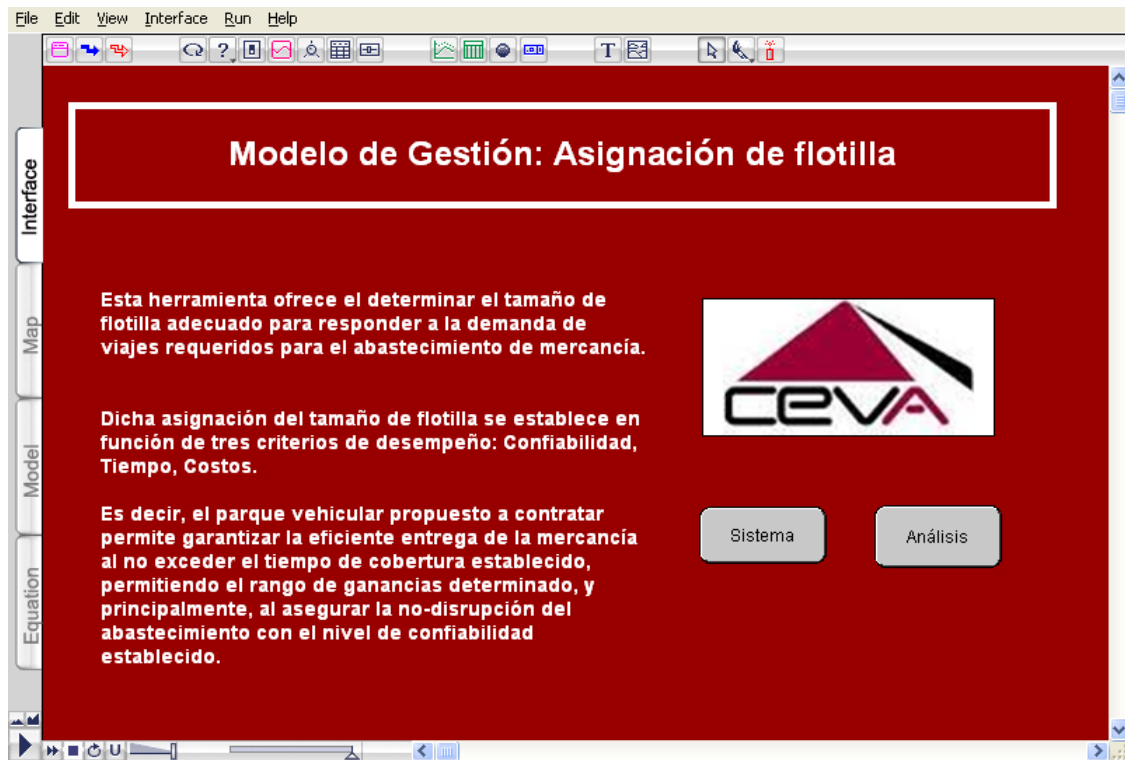 File Edit View Interface Run Help
Modelo de Gestión: Asignación de flotilla
Interface
Map
Model
Equation
Esta herramienta ofrece el determinar el tamaño de
flotilla adecuado para responder a la demanda de
viajes requeridos para el abastecimiento de mercancía.
Dicha asignación del tamaño de flotilla se establece en
función de tres criterios de desempeño: Confiabilidad,
Tiempo, Costos.
Es decir, el parque vehicular propuesto a contratar
permite garantizar la eficiente entrega de la mercancía
al no exceder el tiempo de cobertura establecido,
permitiendo el rango de ganancias determinado, y
principalmente, al asegurar la no-disrupción del
abastecimiento con el nivel de confiabilidad
establecido.
CEVA
Sistema
Análisis
U